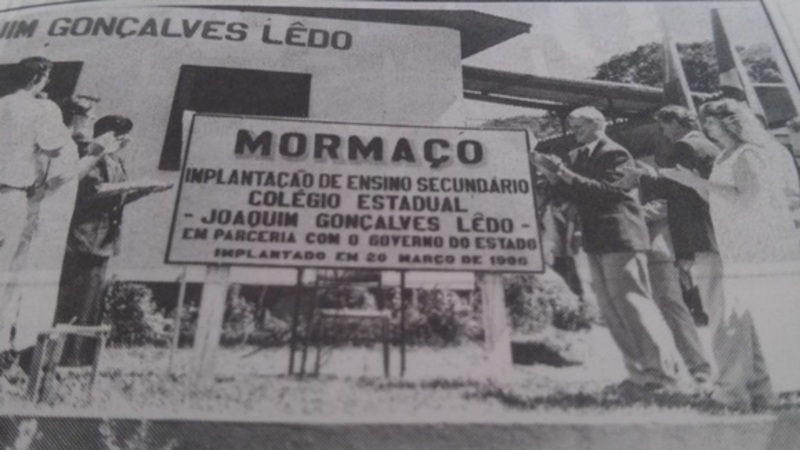 UIM GONÇALVES LÊDO
MORMAÇO
IMPLANTAÇÃO DE ENSINO SECUNDÁRIO
COLÉGIO ESTADUAL
- JOAQUIM GONÇALVES LÊDO -
EM PARCERIA COM O GOVERNO DO ESTADO
IMPLANTADO EM 20 MARÇO DE 1996